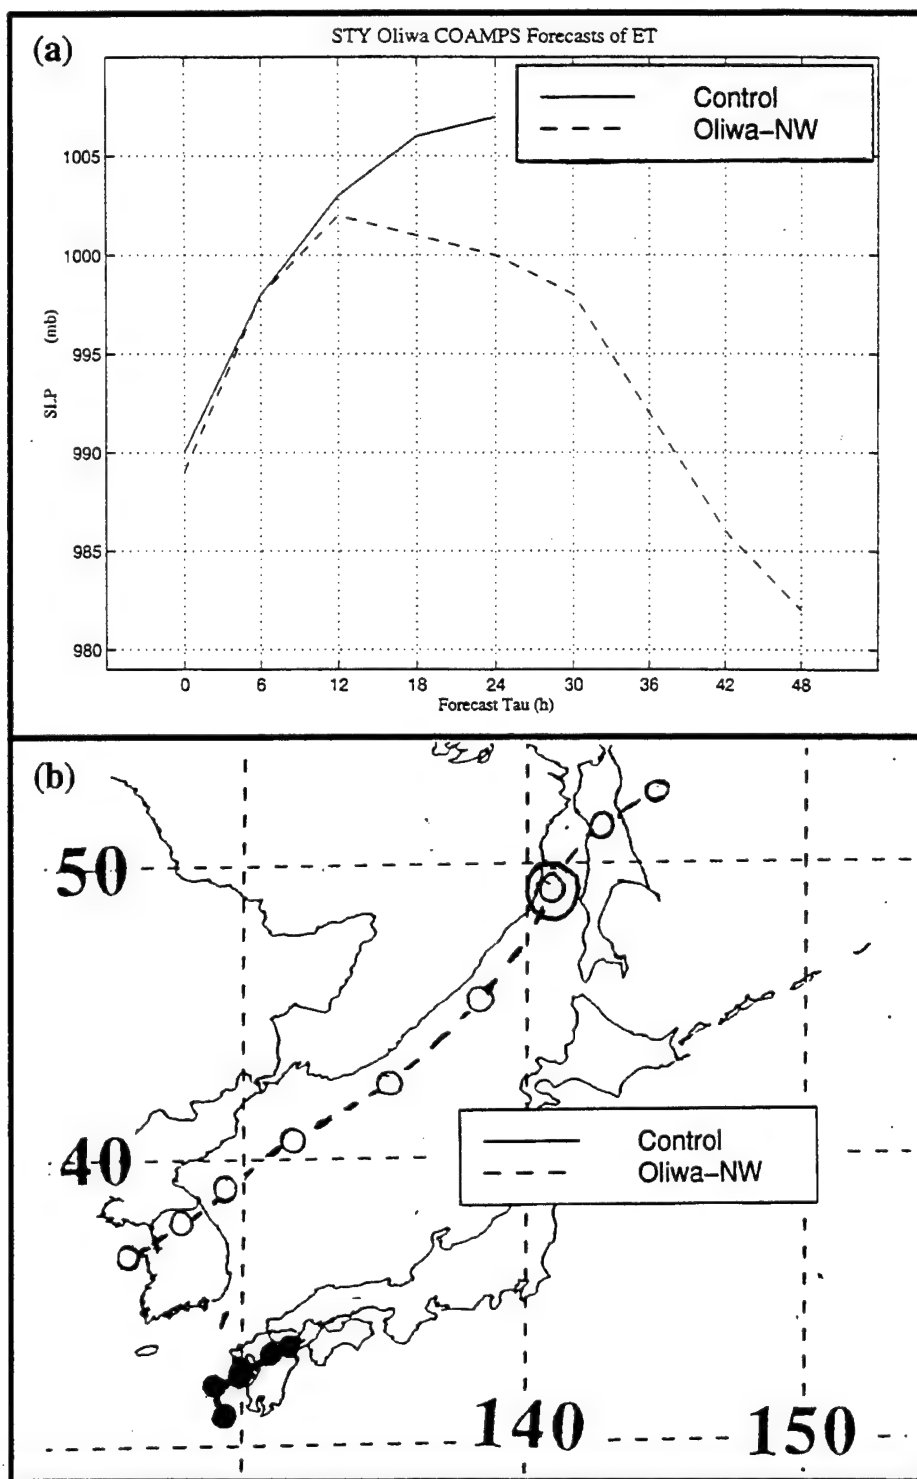 (a)
STY Oliwa COAMPS Forecasts of ET
Control
Oliwa-NW
1005
1000
995
990
985
980
SLP (mb)
0 6 12 18 24 30 36 42 48
Forecast Tau (h)
(b)
50
40
Control
Oliwa-NW
140 150